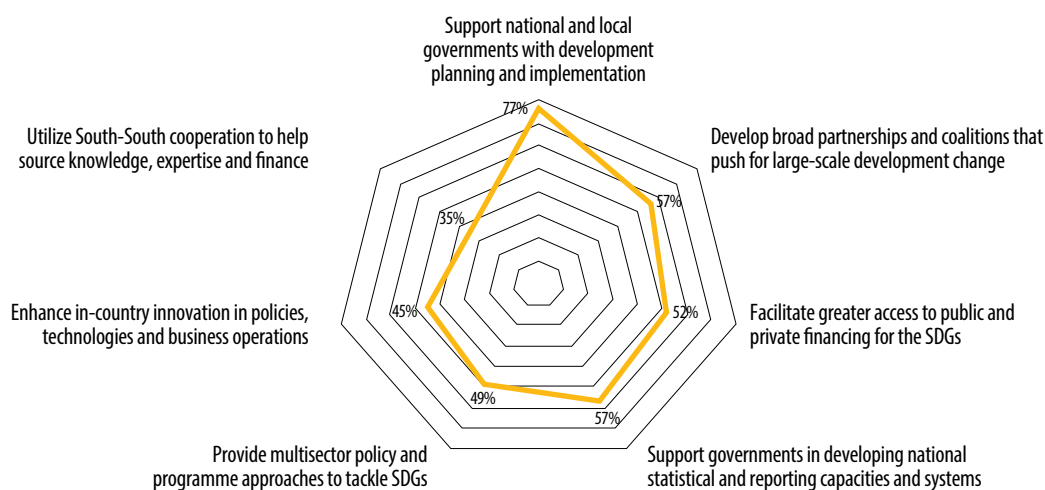 Support national and local
governments with development
planning and implementation
77%
Utilize South-South cooperation to help
source knowledge, expertise and finance
Develop broad partnerships and coalitions that
push for large-scale development change
57%
35%
Enhance in-country innovation in policies,
technologies and business operations
45%
52%
Facilitate greater access to public and
private financing for the SDGs
49%
57%
Provide multisector policy and
programme approaches to tackle SDGs
Support governments in developing national
statistical and reporting capacities and systems